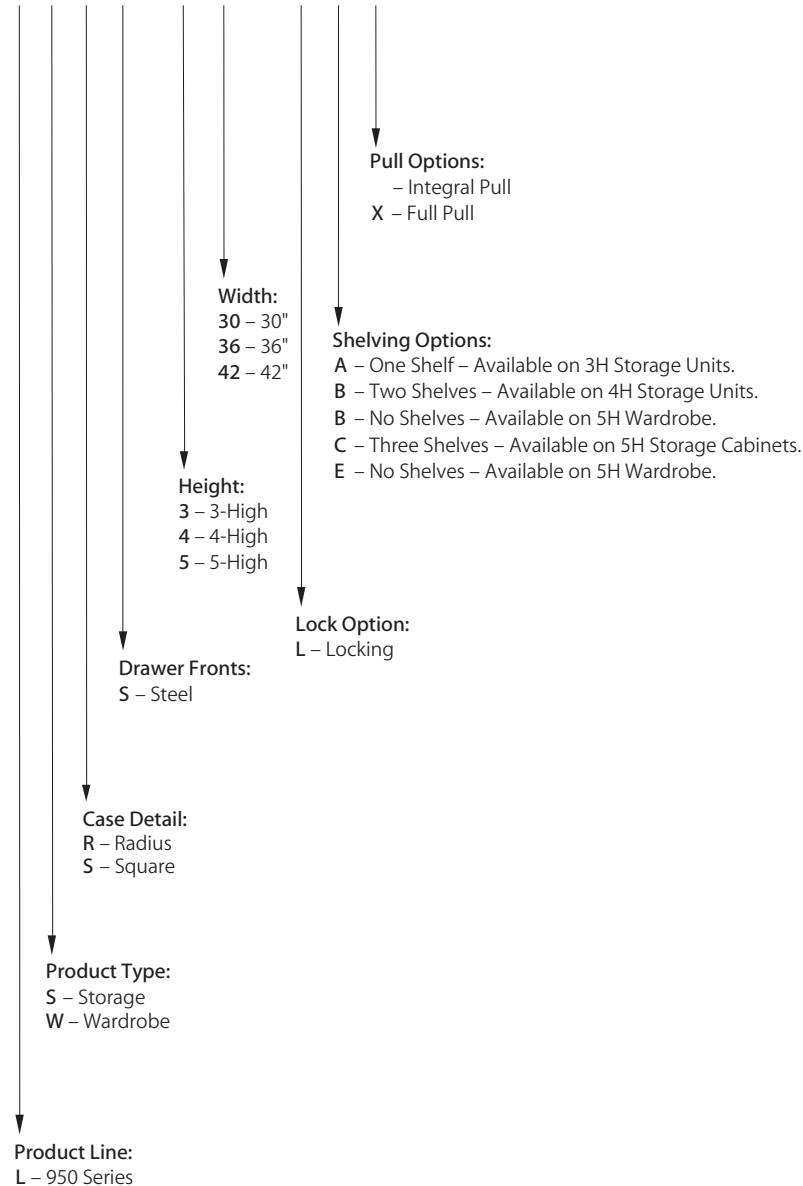 Pull Options:
– Integral Pull
X – Full Pull
Width:
30 – 30"
36 – 36"
42 – 42"
Shelving Options:
A – One Shelf – Available on 3H Storage Units.
B – Two Shelves – Available on 4H Storage Units.
B – No Shelves – Available on 5H Wardrobe.
C – Three Shelves – Available on 5H Storage Cabinets.
E – No Shelves – Available on 5H Wardrobe.
Height:
3 – 3-High
4 – 4-High
5 – 5-High
Lock Option:
L – Locking
Drawer Fronts:
S – Steel
Case Detail:
R – Radius
S – Square
Product Type:
S – Storage
W – Wardrobe
Product Line:
L – 950 Series